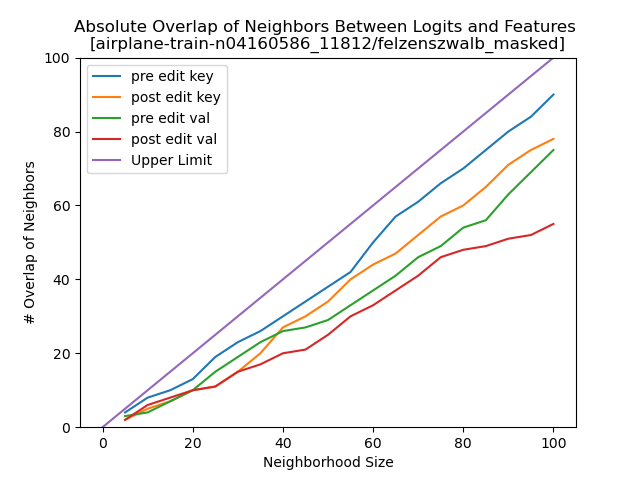 Absolute Overlap of Neighbors Between Logits and Features
[airplane-train-n04160586_11812/felzenszwalb_masked]
pre edit key
post edit key
pre edit val
post edit val
Upper Limit
# Overlap of Neighbors
100
80
60
40
20
0
0 20 40 60 80 100
Neighborhood Size